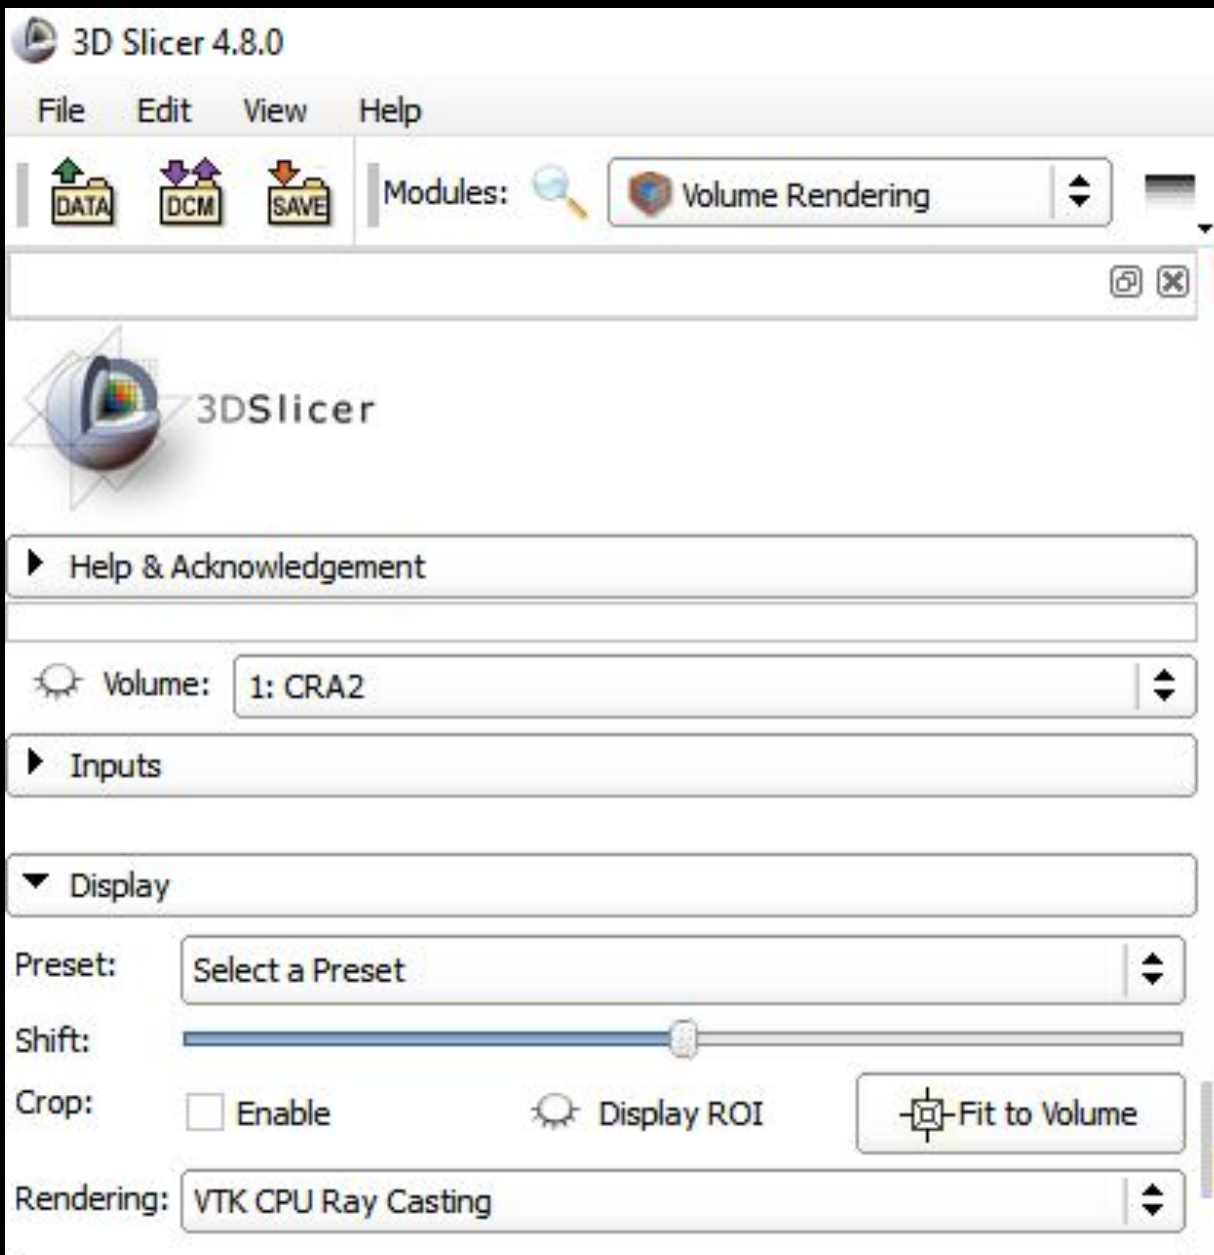 3D Slicer 4.8.0
File Edit View Help
DATA DCM SAVE Modules: Volume Rendering
3DSlicer
Help & Acknowledgement
Volume: 1: CRA2
Inputs
Display
Preset: Select a Preset
Shift:
Crop: Enable Display ROI Fit to Volume
Rendering: VTK CPU Ray Casting